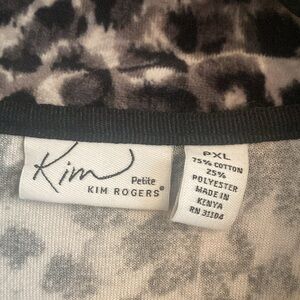 Kim
Petite
KIM ROGERS®
PXL
75% COTTON
25%
POLYESTER
MADE IN
KENYA
RN 31104